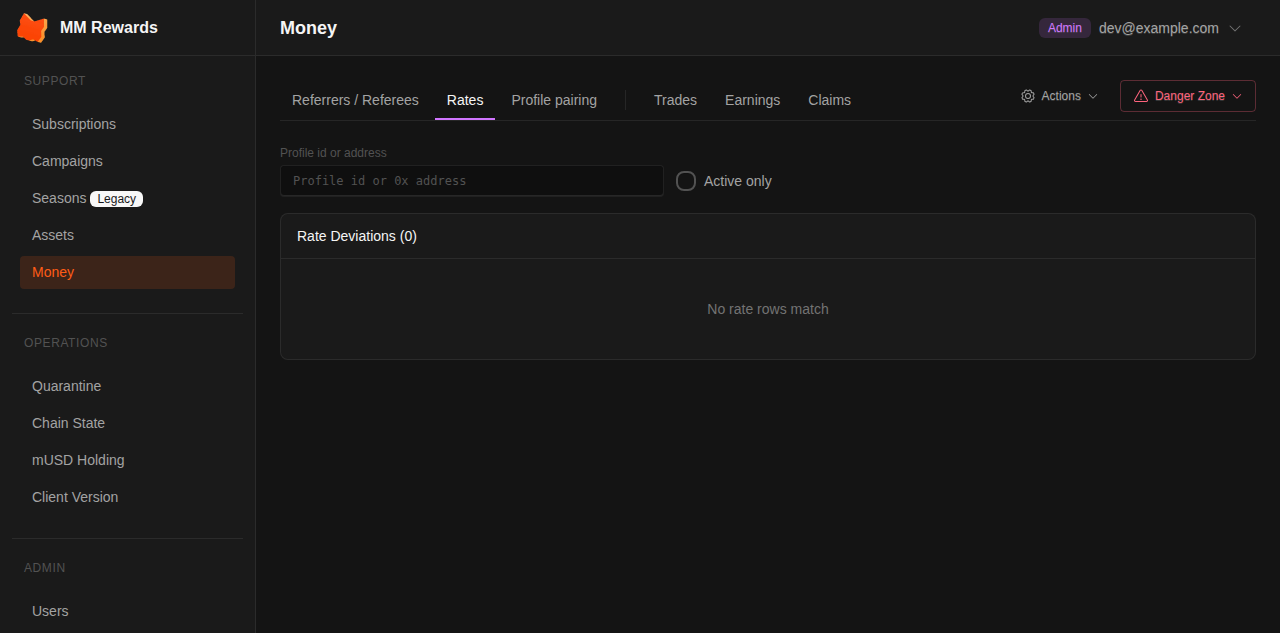 MM Rewards
Money
Admin
dev@example.com
SUPPORT
Subscriptions
Campaigns
Seasons Legacy
Assets
Money
OPERATIONS
Quarantine
Chain State
mUSD Holding
Client Version
ADMIN
Users
Referrers / Referees
Rates
Profile pairing
Trades
Earnings
Claims
Actions
Danger Zone
Profile id or address
Profile id or 0x address
Active only
Rate Deviations (0)
No rate rows match